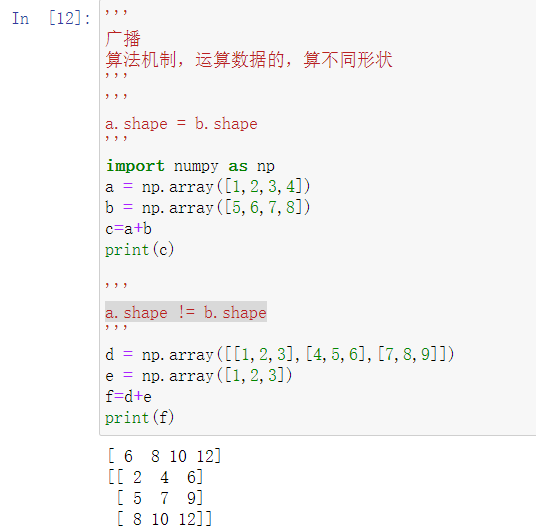 In [12]:
'''
广播
算法机制，运算数据的，算不同形状
'''
'''
a.shape = b.shape
'''
import numpy as np
a = np.array([1,2,3,4])
b = np.array([5,6,7,8])
c=a+b
print(c)
'''
a.shape != b.shape
'''
d = np.array([[1,2,3],[4,5,6],[7,8,9]])
e = np.array([1,2,3])
f=d+e
print(f)
[ 6  8 10 12]
[[ 2  4  6]
 [ 5  7  9]
 [ 8 10 12]]